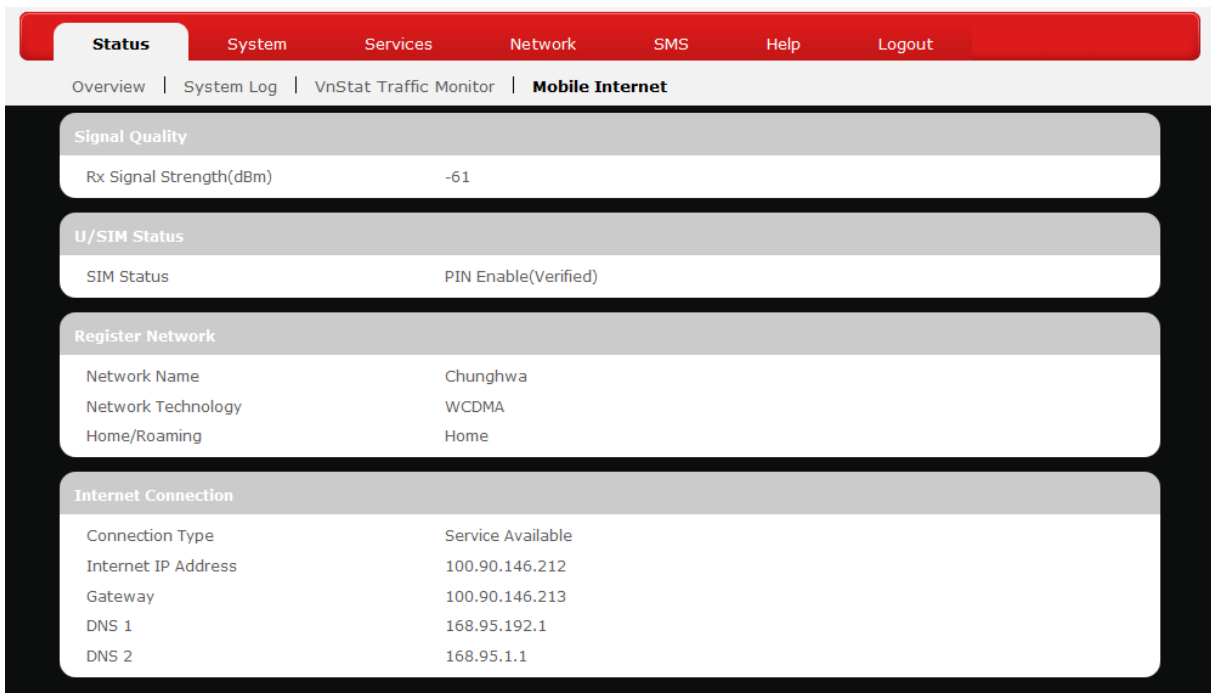 Status System Services Network SMS Help Logout
Overview | System Log | VnStat Traffic Monitor | Mobile Internet
Signal Quality
Rx Signal Strength(dBm) -61
U/SIM Status
SIM Status PIN Enable(Verified)
Register Network
Network Name Chunghwa
Network Technology WCDMA
Home/Roaming Home
Internet Connection
Connection Type Service Available
Internet IP Address 100.90.146.212
Gateway 100.90.146.213
DNS 1 168.95.192.1
DNS 2 168.95.1.1